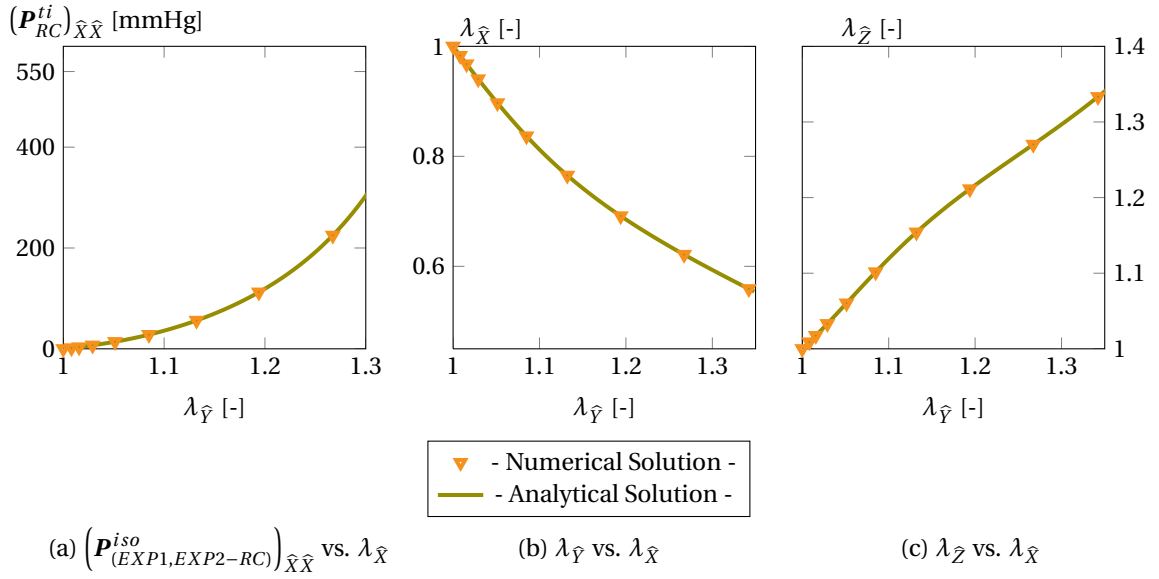 (P^{ti}_{RC})_{X̂X̂} [mmHg]
550
400
200
0
1 1.1 1.2 1.3
λ_Ŷ [-]
λ_X̂ [-]
1
0.8
0.6
1 1.1 1.2 1.3
λ_Ŷ [-]
λ_Ẑ [-]
1.4
1.3
1.2
1.1
1
1 1.1 1.2 1.3
λ_Ŷ [-]
- Numerical Solution -
- Analytical Solution -
(a) (P^{iso}_{(EXP1,EXP2−RC)})_{X̂X̂} vs. λ_X̂
(b) λ_Ŷ vs. λ_X̂
(c) λ_Ẑ vs. λ_X̂